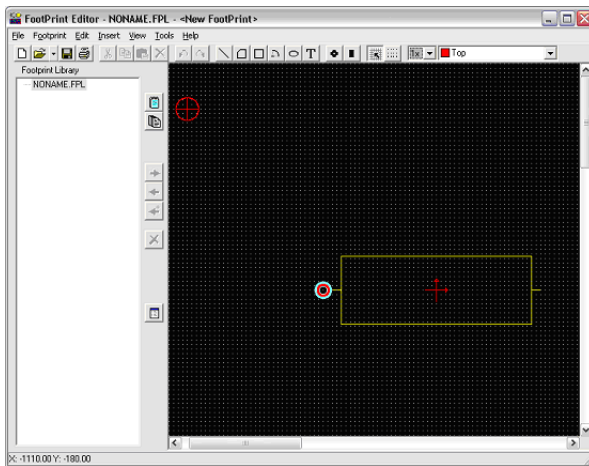 FootPrint Editor - NONAME.FPL - <New FootPrint>
File Footprint Edit Insert View Tools Help
T Top
Footprint Library
NONAME.FPL
X: -1110.00 Y: -180.00